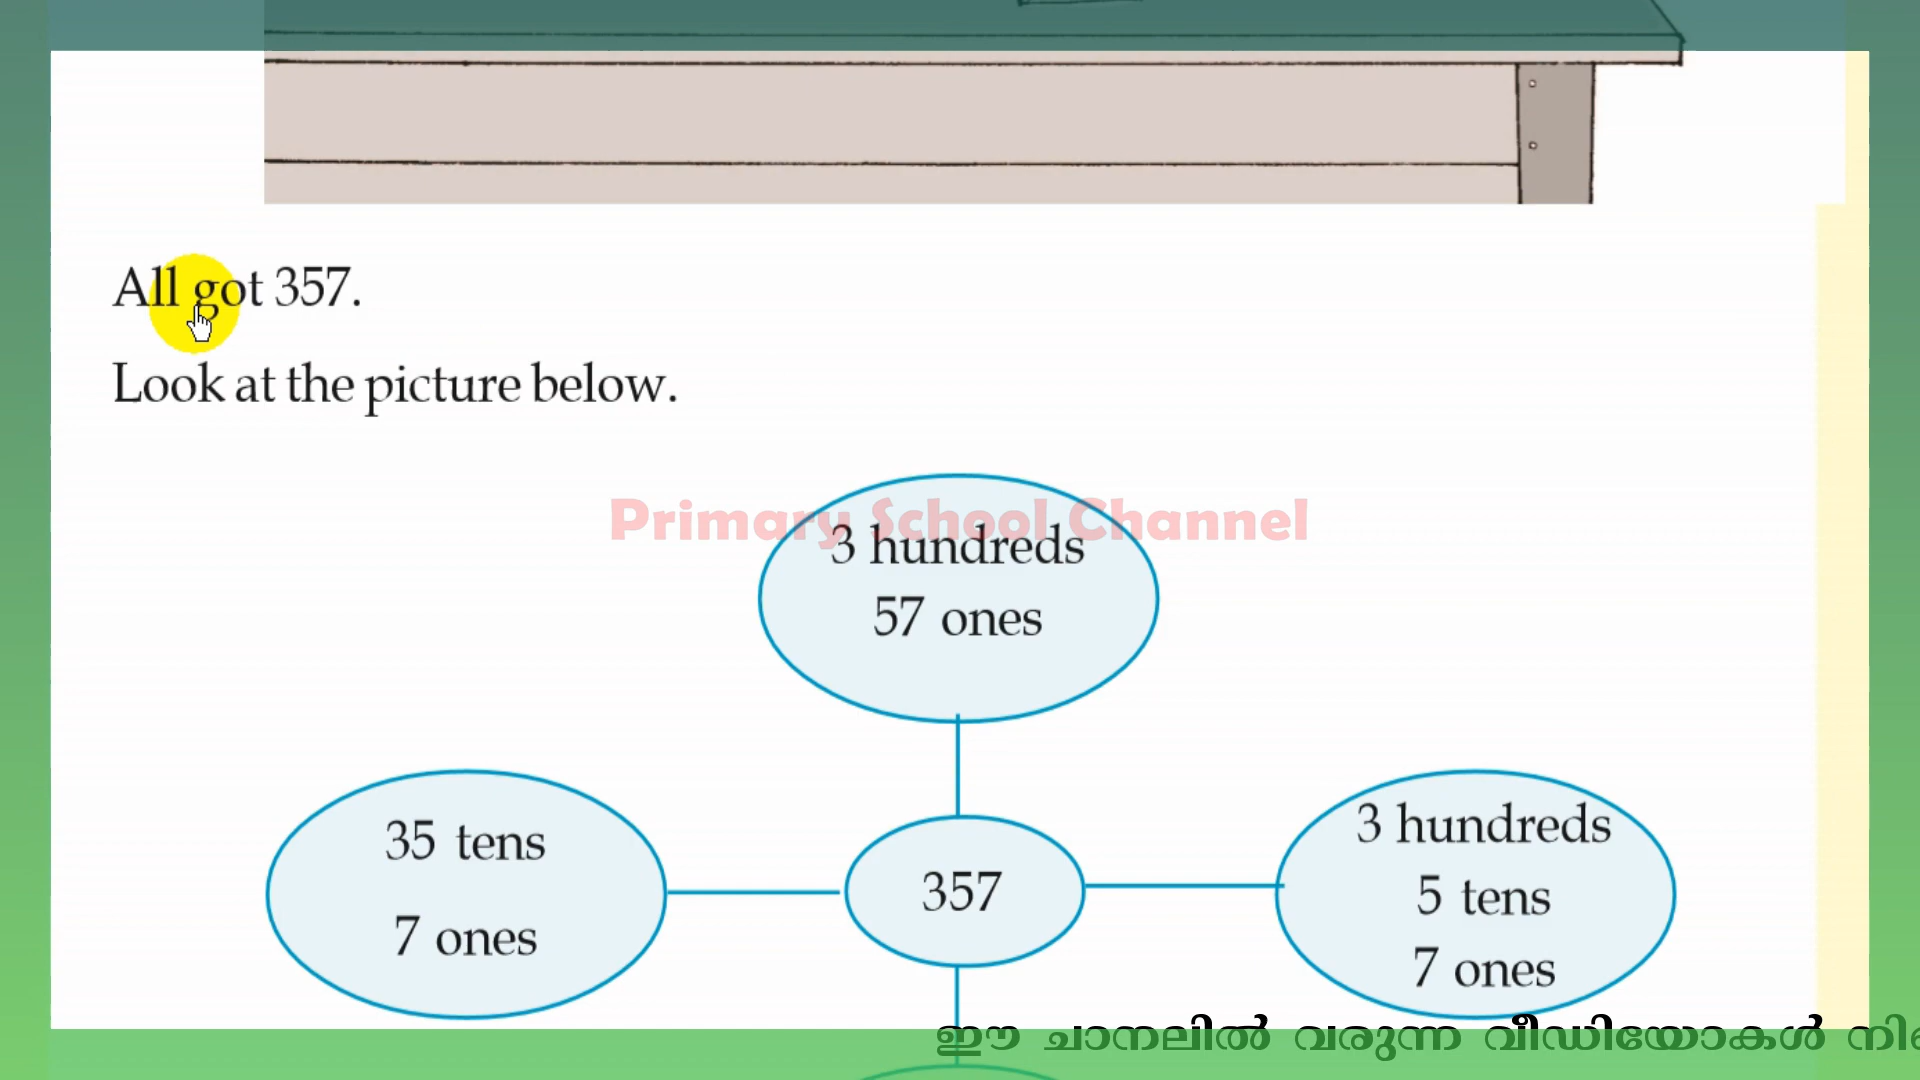 All got 357.
Look at the picture below.
Primary School Channel
3 hundreds
57 ones
35 tens
7 ones
357
3 hundreds
5 tens
7 ones
ഈ ചാനലിൽ വരുന്ന വീഡിയോകൾ